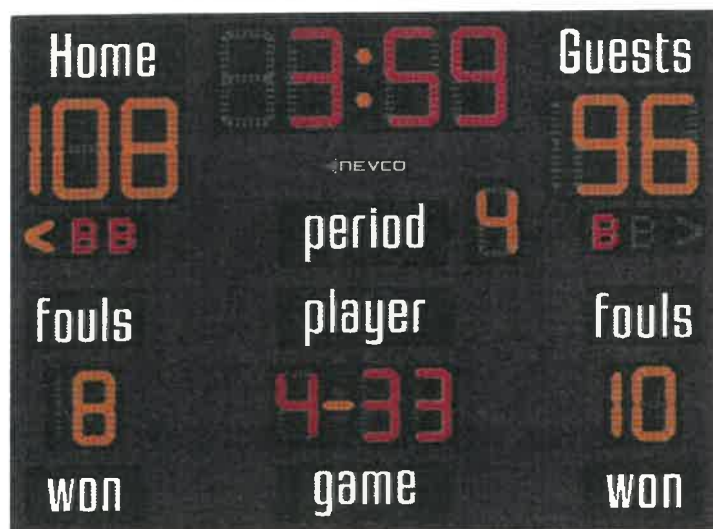 Home 3:59 Guests
108 96
NEVCO
< B B period 4 B
fouls player fouls
8 4-33 10
won game won